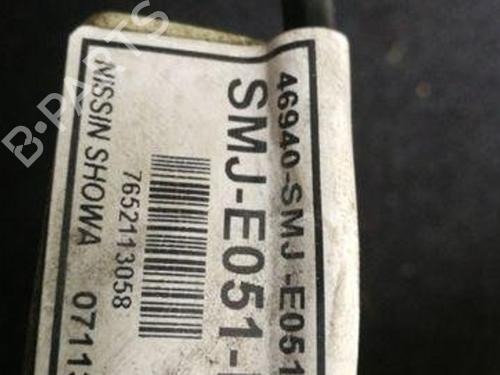 46940-SMJ-E051
SMJ-E051-
7652113058
NISSIN SHOWA 0711
B-PARTS